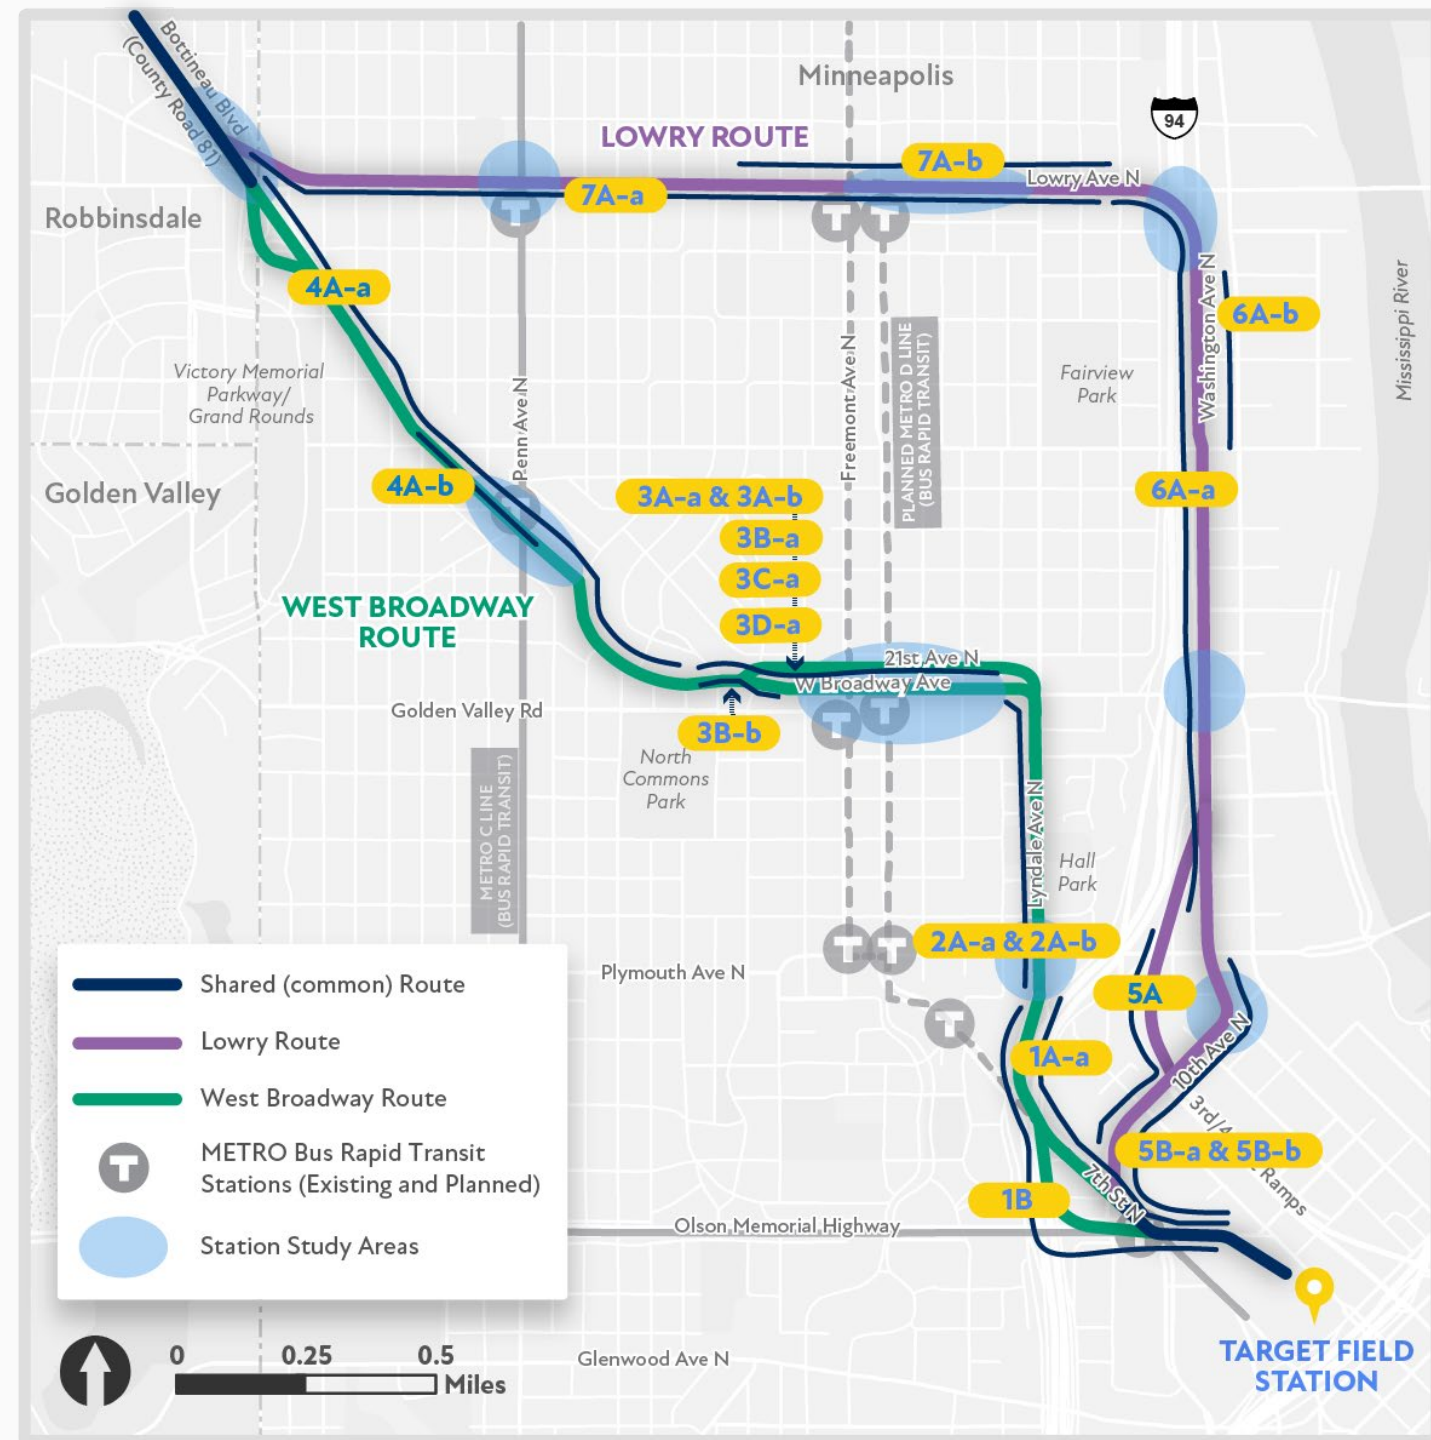 Bottineau Blvd
(County Road 81)
Minneapolis
94
LOWRY ROUTE
7A-b
Lowry Ave N
7A-a
Robbinsdale
4A-a
Washington Ave N
6A-b
Mississippi River
Victory Memorial
Parkway/
Grand Rounds
Penn Ave N
Freemont Ave N
PLANNED METRO D LINE
(BUS RAPID TRANSIT)
Fairview
Park
Golden Valley
4A-b
3A-a & 3A-b
6A-a
3B-a
3C-a
3D-a
WEST BROADWAY
ROUTE
21st Ave N
W Broadway Ave
Golden Valley Rd
3B-b
North
Commons
Park
METRO C LINE
(BUS RAPID TRANSIT)
Lyndale Ave N
Hall
Park
2A-a & 2A-b
Plymouth Ave N
5A
1A-a
10th Ave N
3rd/4
Ramps
5B-a & 5B-b
7th St N
1B
Olson Memorial Highway
T
T
T
T
T
T
T
T
T
Shared (common) Route
Lowry Route
West Broadway Route
T
METRO Bus Rapid Transit
Stations (Existing and Planned)
Station Study Areas
0 0.25 0.5
Miles
Glenwood Ave N
TARGET FIELD
STATION